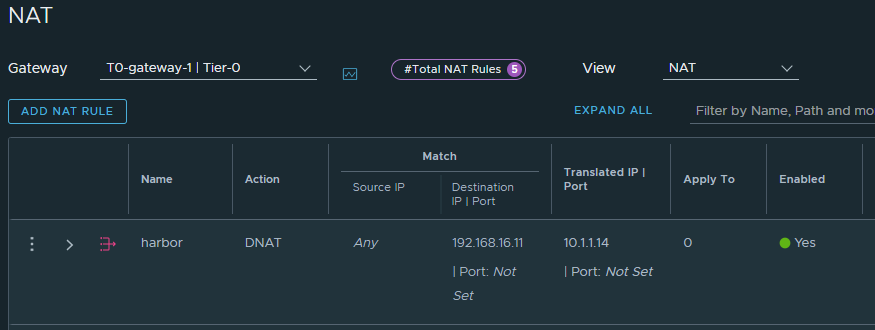 NAT
Gateway T0-gateway-1 | Tier-0 #Total NAT Rules 5 View NAT
ADD NAT RULE EXPAND ALL Filter by Name, Path and mo
Name Action Match Translated IP | Port Apply To Enabled
Source IP Destination IP | Port
harbor DNAT Any 192.168.16.11 10.1.1.14 0 Yes
| Port: Not Set | Port: Not Set